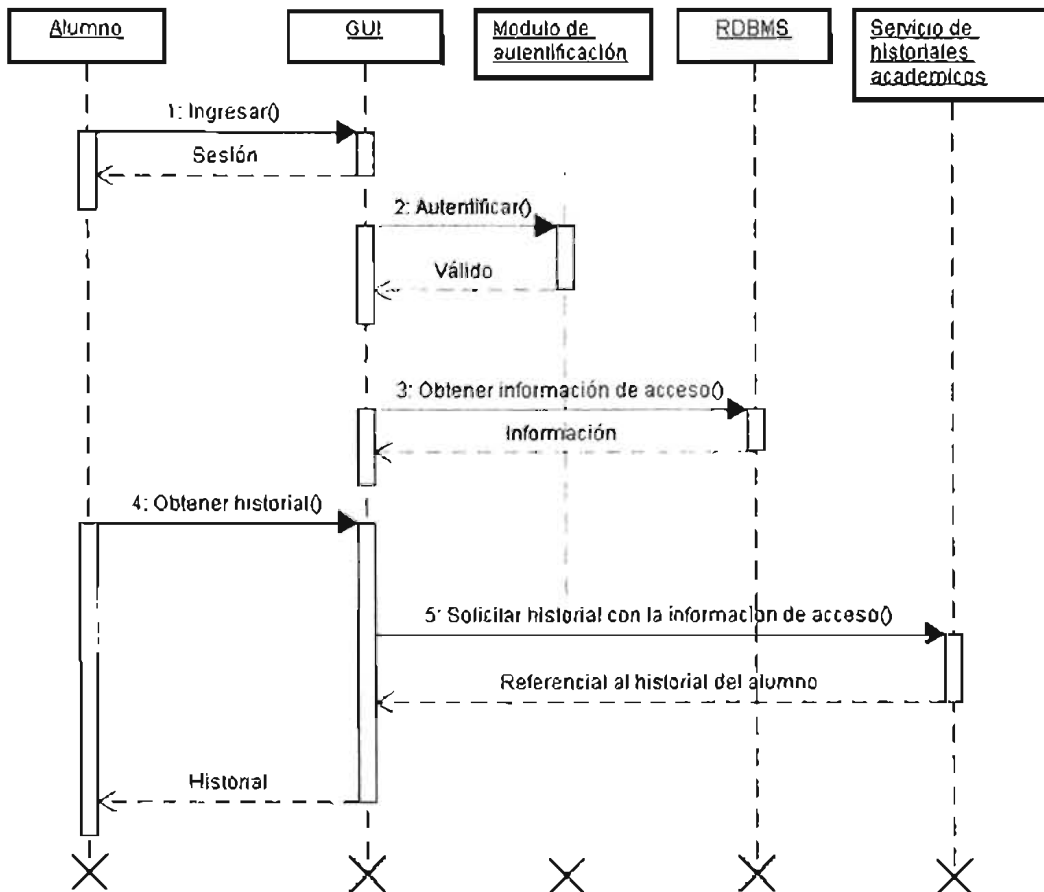 Alumno
GUI
Modulo de
autentificación
RDBMS
Servicio de
historiales
academicos
1: Ingresar()
Sesión
2: Autentificar()
Válido
3: Obtener información de acceso()
Información
4: Obtener historial()
5: Solicitar historial con la informacion de acceso()
Referencial al historial del alumno
Historial